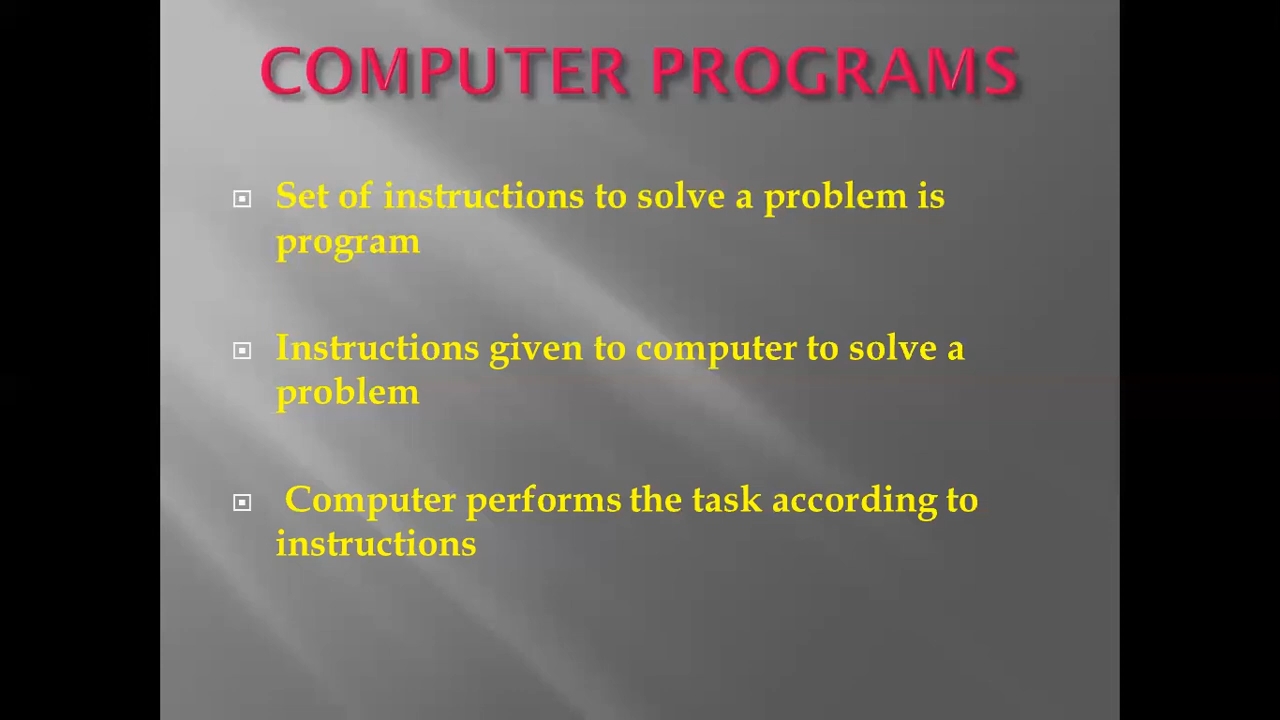 COMPUTER PROGRAMS
Set of instructions to solve a problem is
program
Instructions given to computer to solve a
problem
Computer performs the task according to
instructions